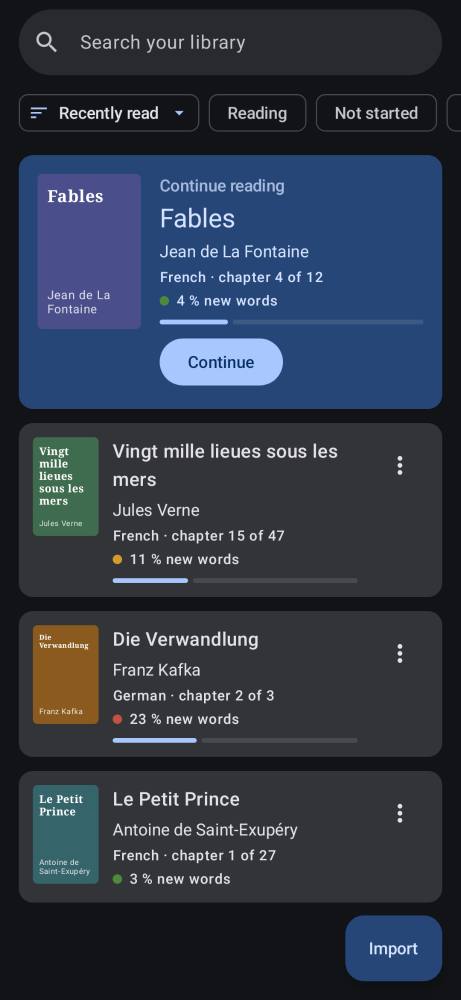 Search your library
Recently read
Reading
Not started
Fables
Jean de La
Fontaine
Continue reading
Fables
Jean de La Fontaine
French · chapter 4 of 12
4 % new words
Continue
Vingt
mille
lieues
sous les
mers
Jules Verne
Vingt mille lieues sous les
mers
Jules Verne
French · chapter 15 of 47
11 % new words
Die
Verwandlung
Franz Kafka
Die Verwandlung
Franz Kafka
German · chapter 2 of 3
23 % new words
Le Petit
Prince
Antoine de
Saint-Exupéry
Le Petit Prince
Antoine de Saint-Exupéry
French · chapter 1 of 27
3 % new words
Import